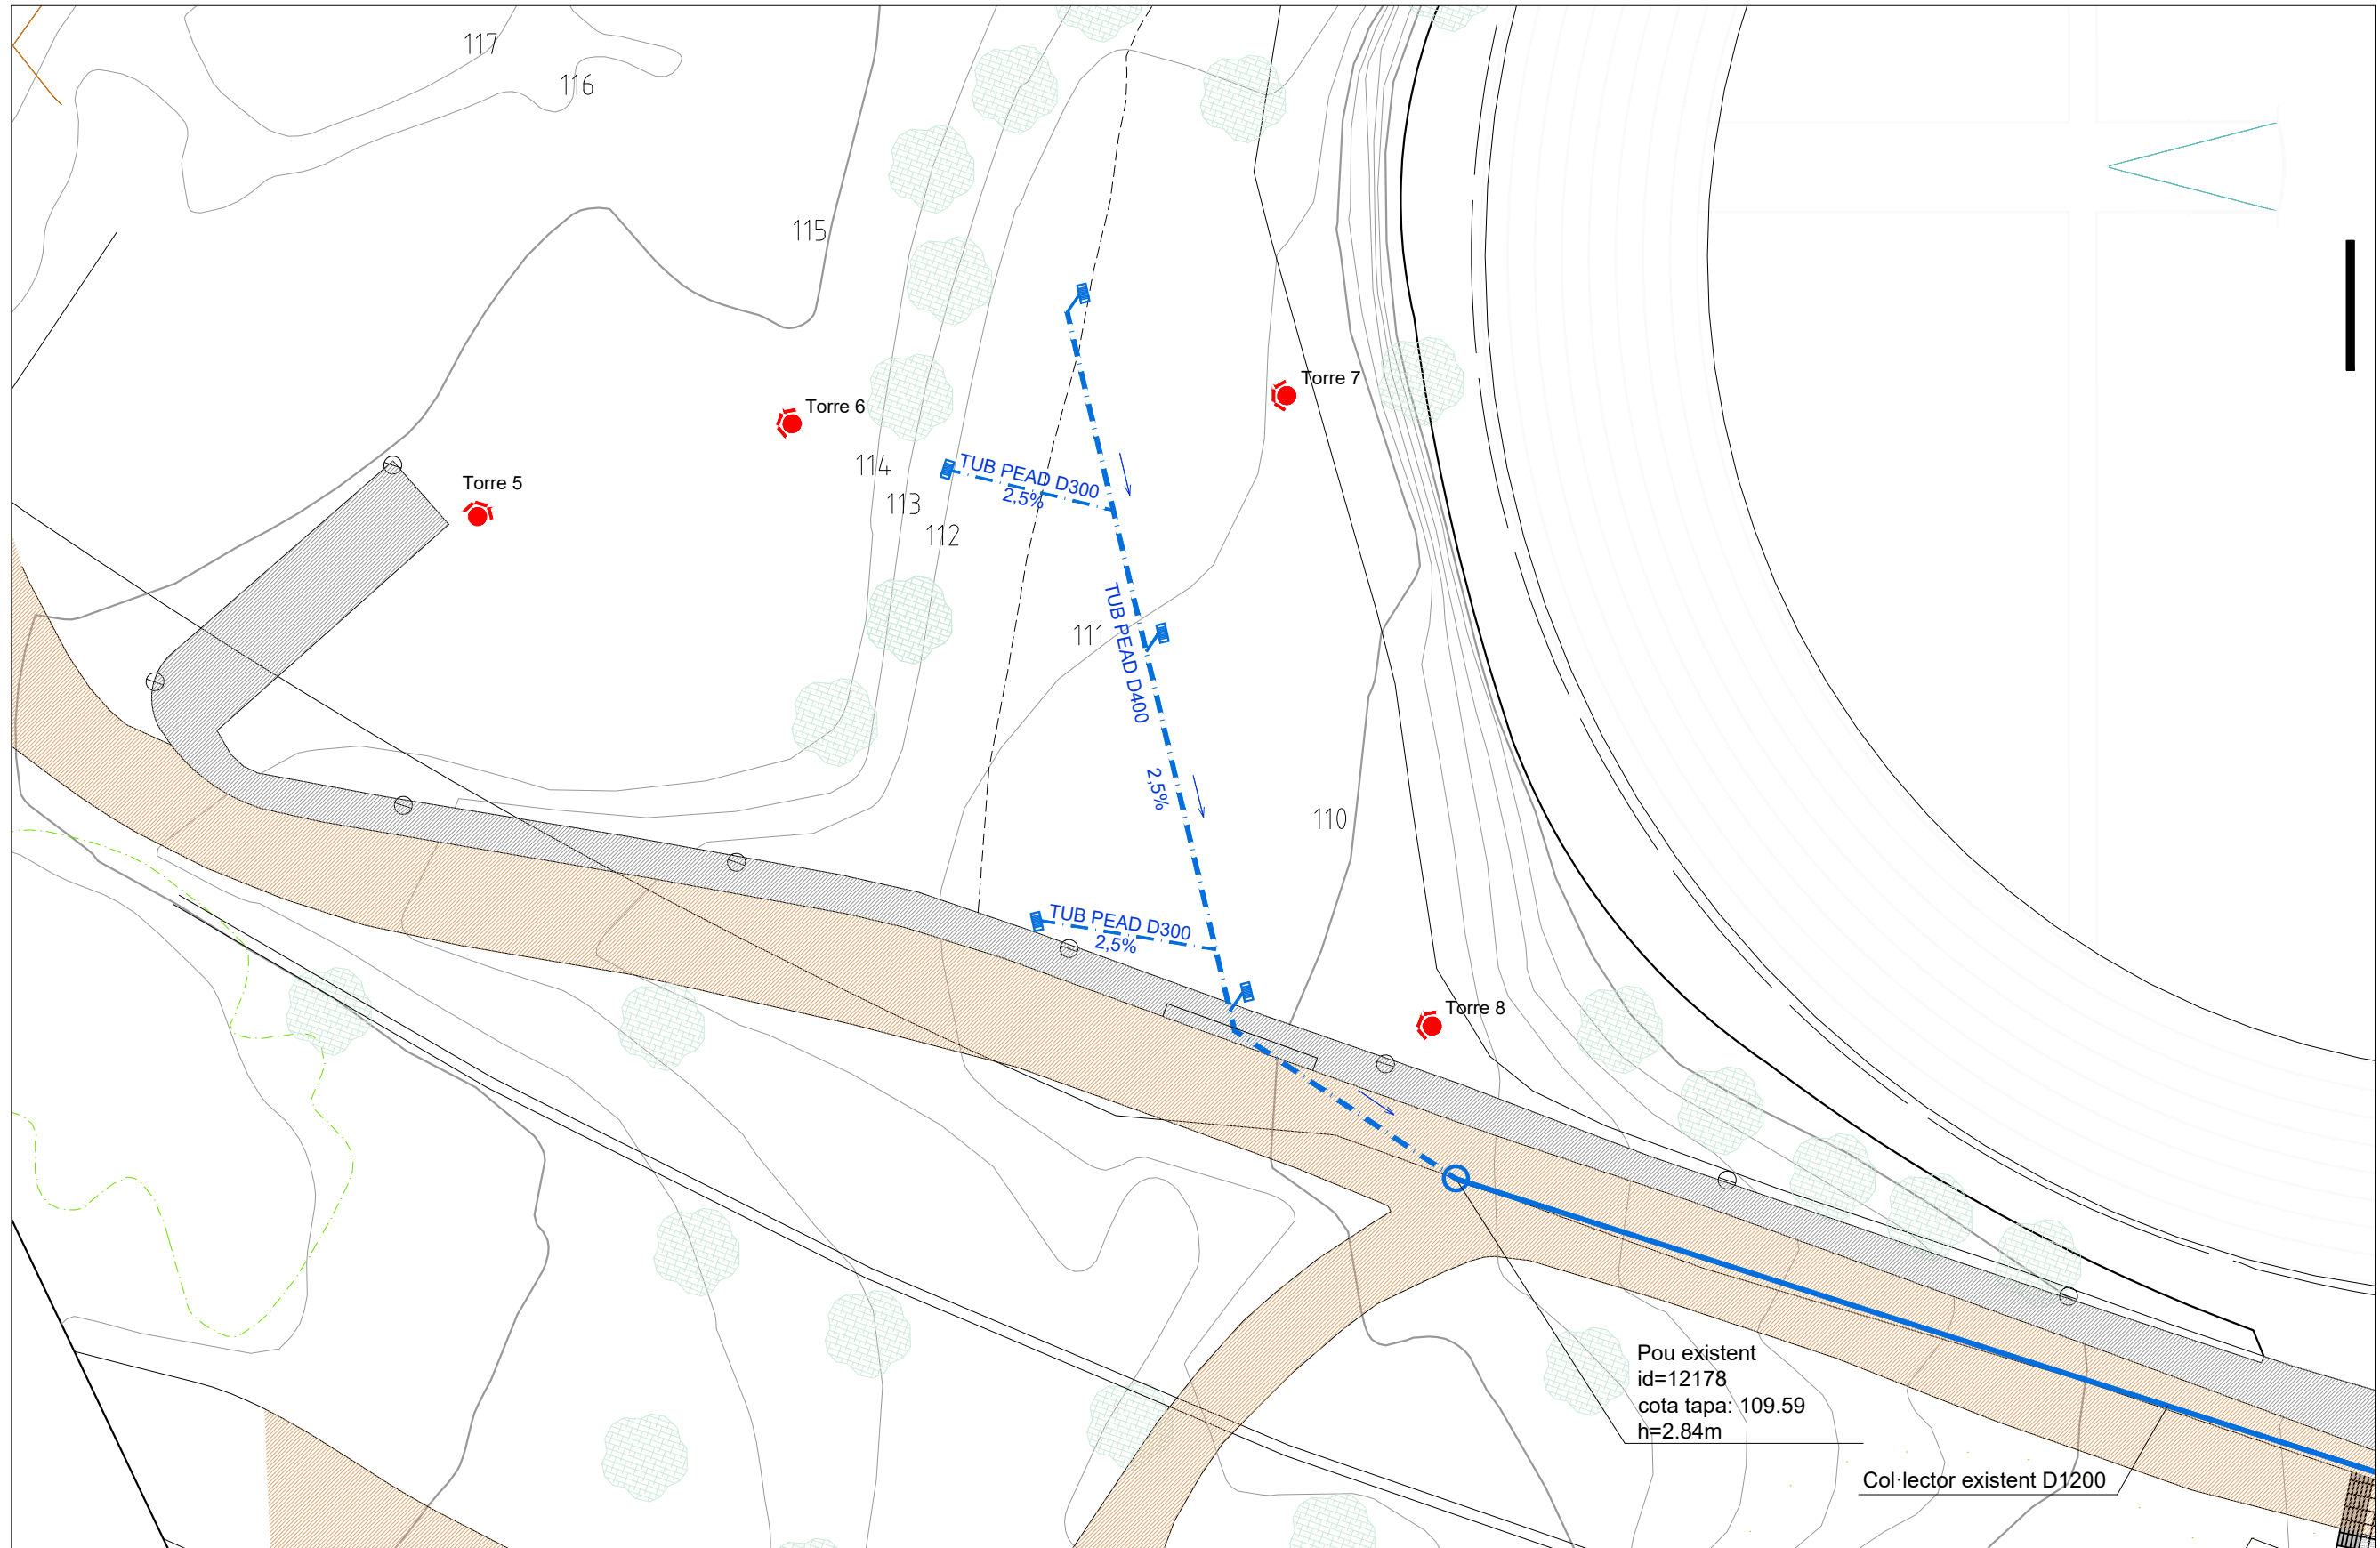 117
116
115
Torre 7
Torre 6
TUB PEAD D300
2,5%
114
Torre 5
113
112
TUB PEAD D400
111
2,5%
110
TUB PEAD D300
2,5%
Torre 8
Pou existent
id=12178
cota tapa: 109.59
h=2.84m
Col·lector existent D1200